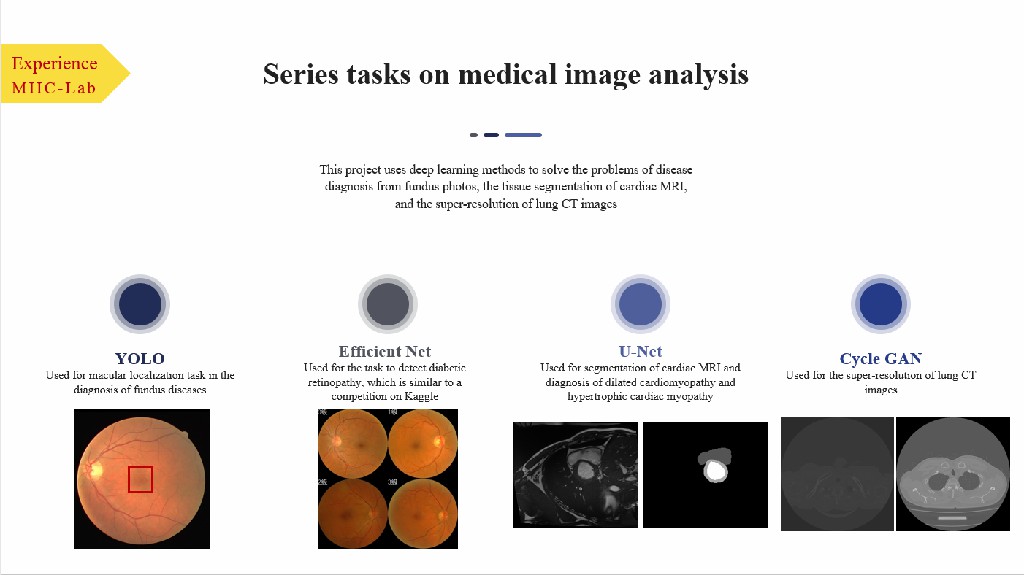 Experience
MHC-Lab
Series tasks on medical image analysis
This project uses deep learning methods to solve the problems of disease
diagnosis from fundus photos, the tissue segmentation of cardiac MRI,
and the super-resolution of lung CT images
YOLO
Used for macular localization task in the
diagnosis of fundus diseases
Efficient Net
Used for the task to detect diabetic
retinopathy, which is similar to a
competition on Kaggle
U-Net
Used for segmentation of cardiac MRI and
diagnosis of dilated cardiomyopathy and
hypertrophic cardiac myopathy
Cycle GAN
Used for the super-resolution of lung CT
images